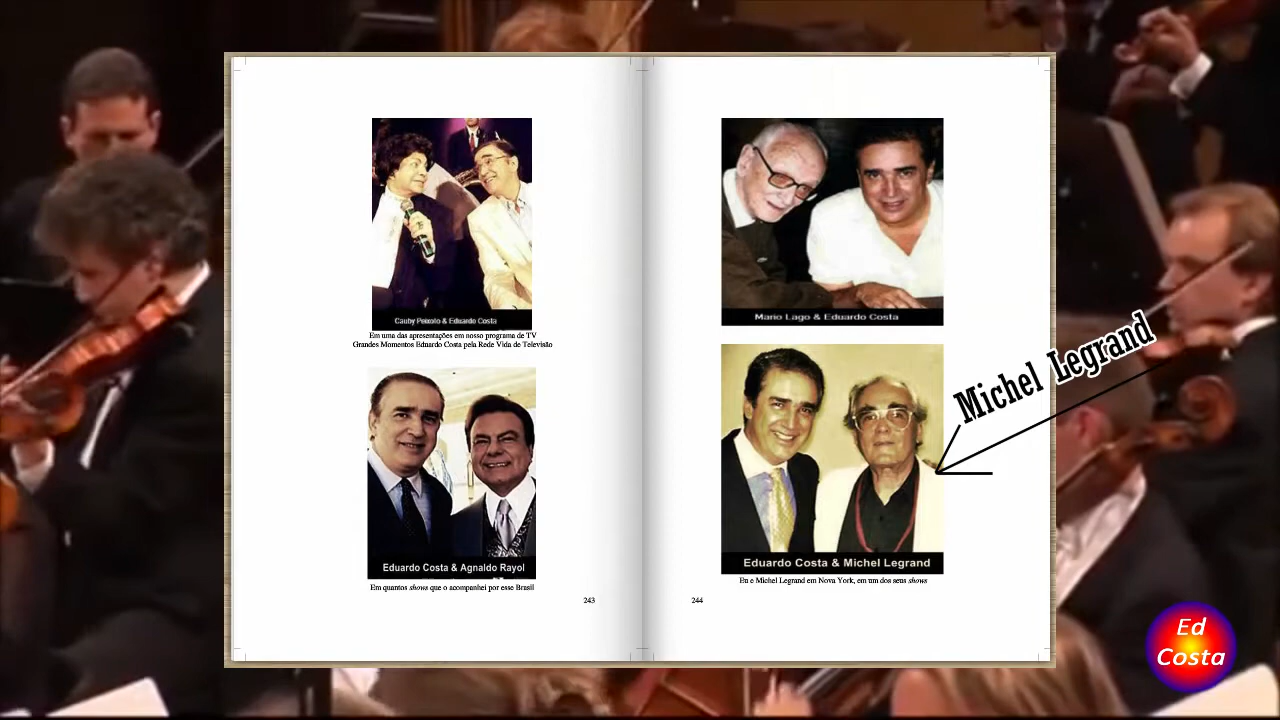 Cauby Peixoto & Eduardo Costa
Em uma das apresentações em nosso programa de TV
Grandes Momentos Eduardo Costa pela Rede Vida de Televisão
Eduardo Costa & Agnaldo Rayol
Em quantos shows que o acompanhei por esse Brasil
243
Mario Lago & Eduardo Costa
Eduardo Costa & Michel Legrand
Eu e Michel Legrand em Nova York, em um dos seus shows
244
Michel Legrand
Ed
Costa